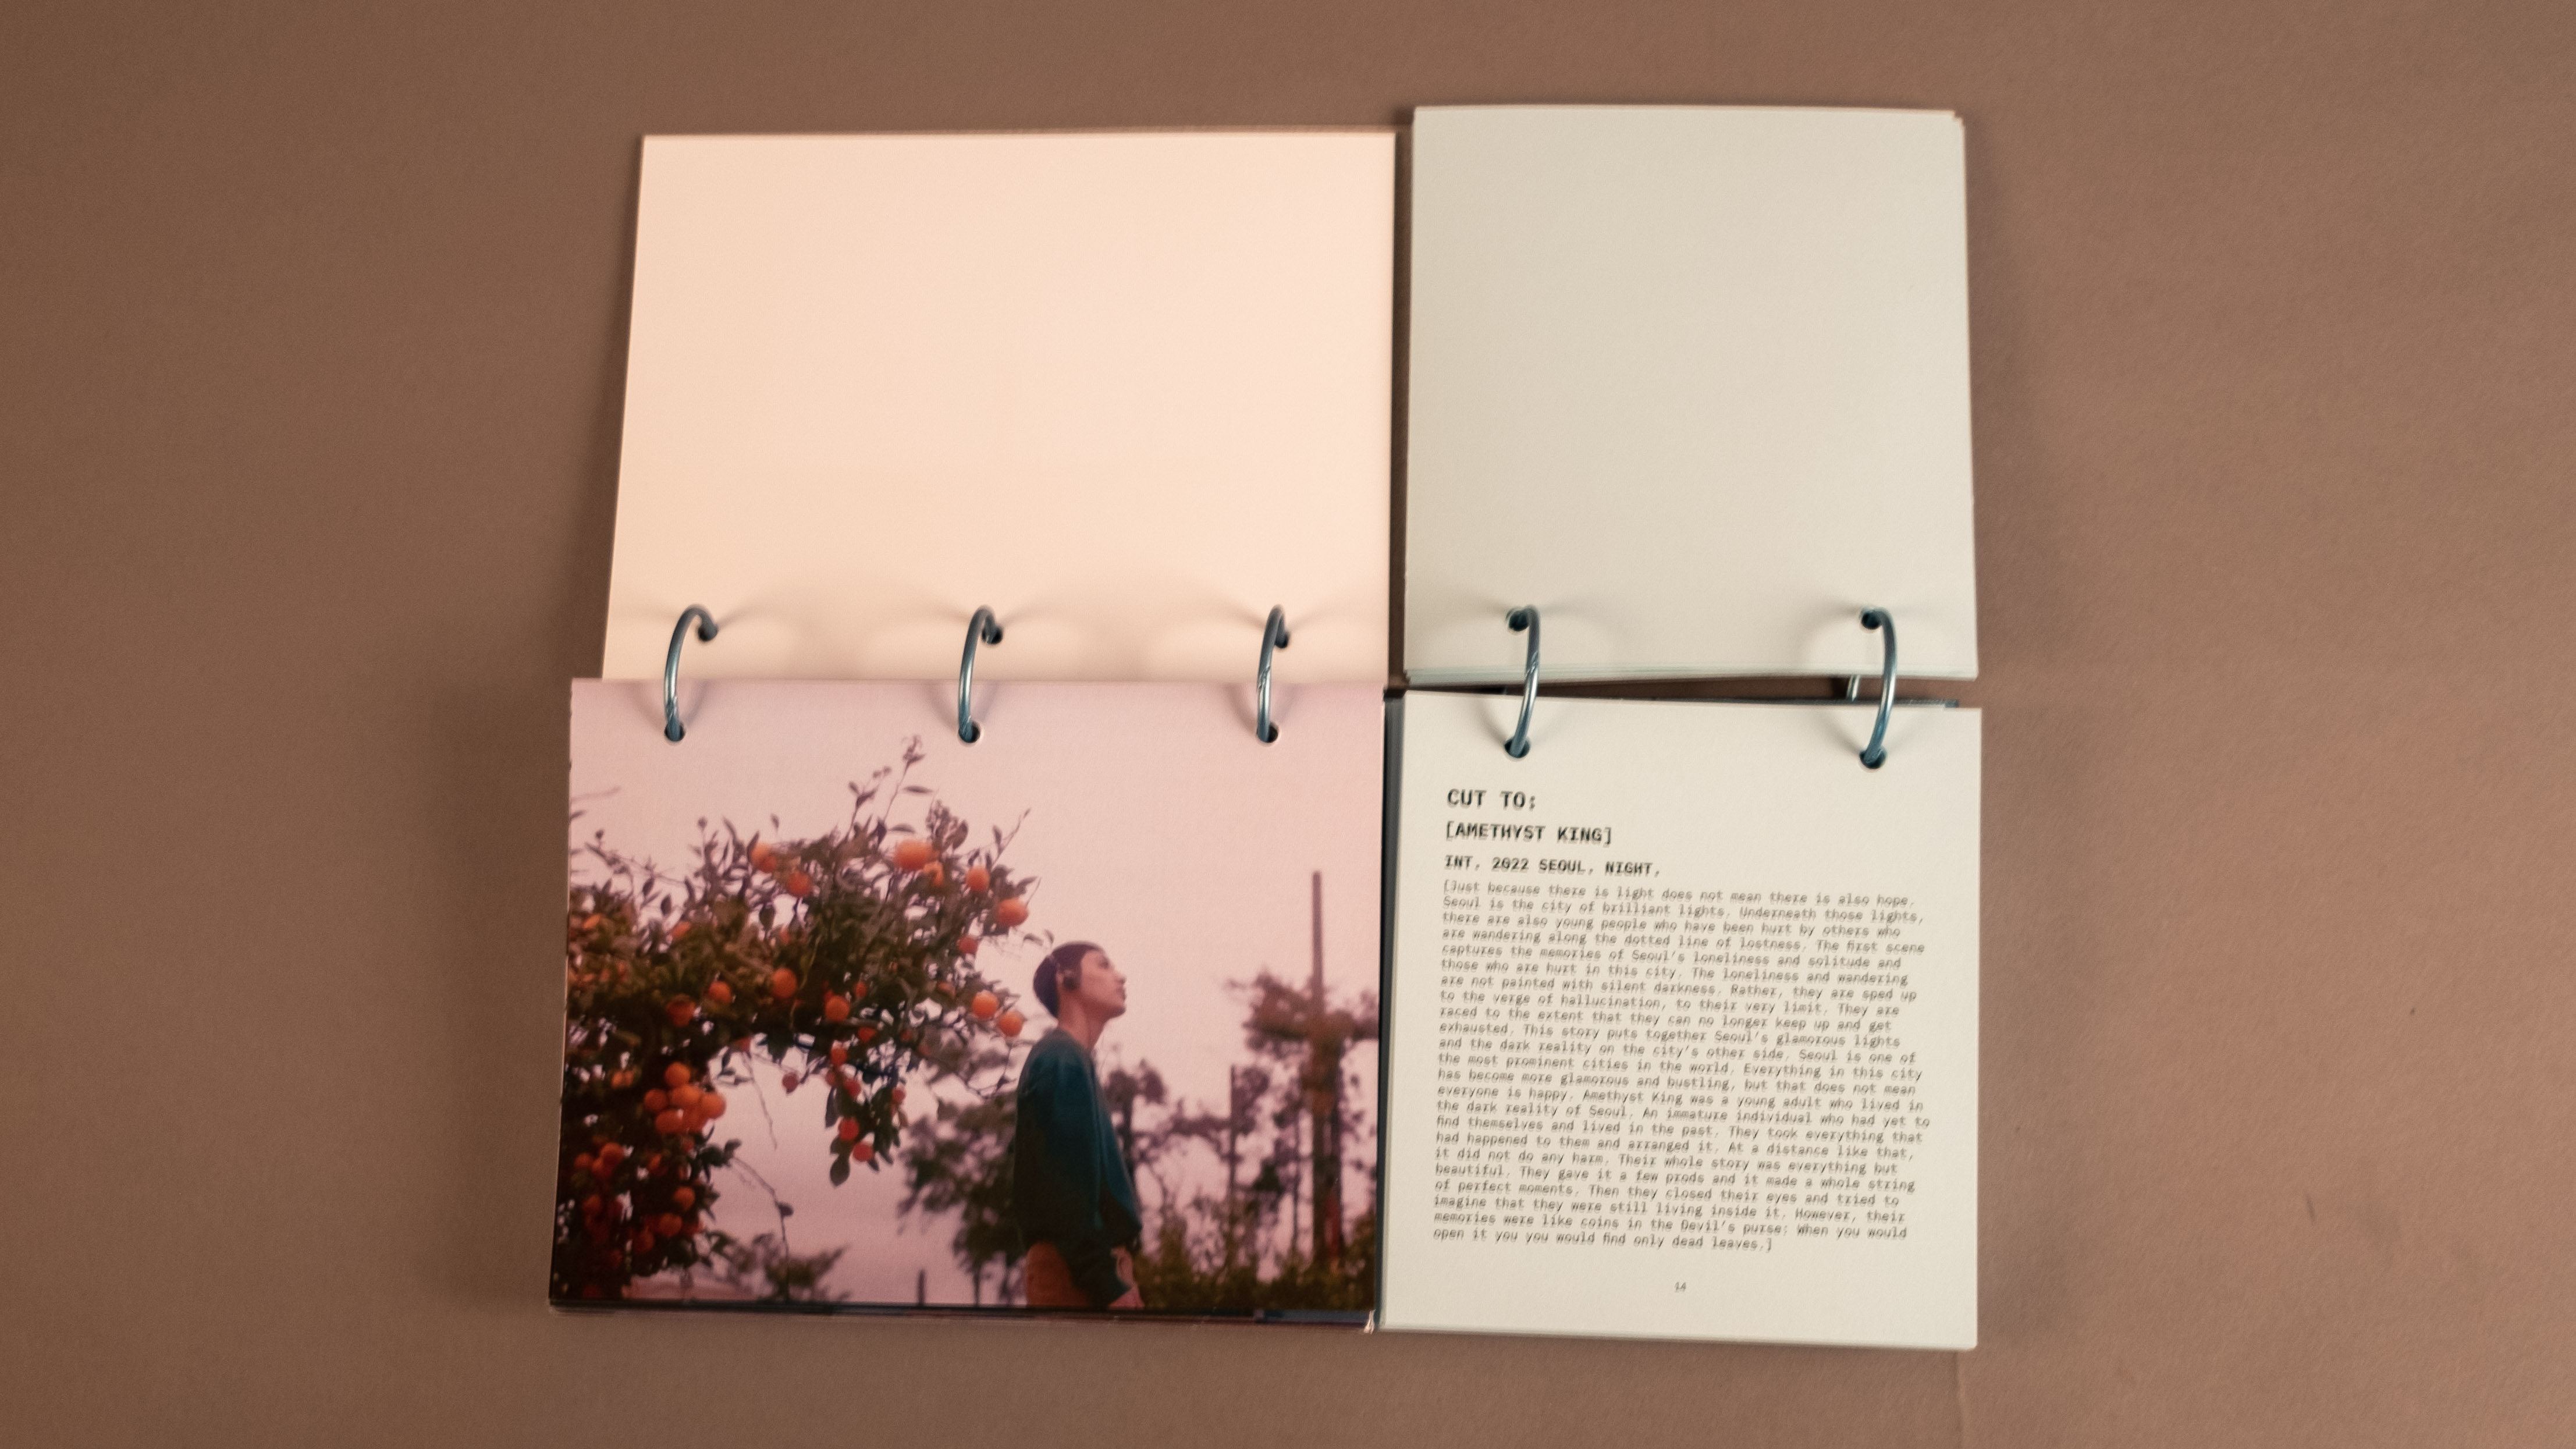 CUT TO:
[AMETHYST KING]
INT. 2022 SEOUL. NIGHT.
[Just because there is light does not mean there is also hope.
Seoul is the city of brilliant lights. Underneath those lights,
there are also young people who have been hurt by others who
are wandering along the dotted line of lostness. The first scene
captures the memories of Seoul's loneliness and solitude and
those who are hurt in this city. The loneliness and wandering
are not painted with silent darkness. Rather, they are sped up
to the verge of hallucination, to their very limit. They are
raced to the extent that they can no longer keep up and get
exhausted. This story puts together Seoul's glamorous lights
and the dark reality on the city's other side. Seoul is one of
the most prominent cities in the world. Everything in this city
has become more glamorous and bustling, but that does not mean
everyone is happy. Amethyst King was a young adult who lived in
the dark reality of Seoul. An immature individual who had yet to
find themselves and lived in the past. They took everything that
had happened to them and arranged it. At a distance like that,
it did not do any harm. Their whole story was everything but
beautiful. They gave it a few prods and it made a whole string
of perfect moments. Then they closed their eyes and tried to
imagine that they were still living inside it. However, their
memories were like coins in the Devil's purse: When you would
open it you you would find only dead leaves.]
14